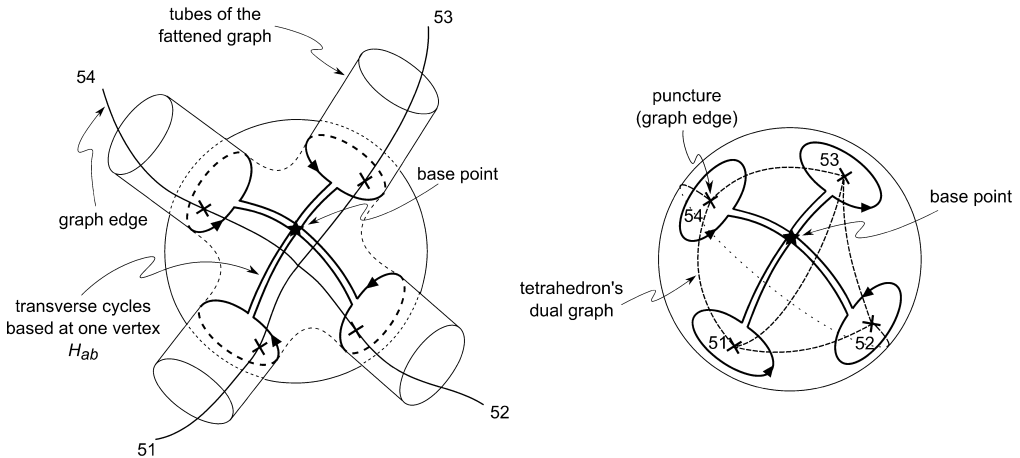 tubes of the
fattened graph
53
54
base point
graph edge
transverse cycles
based at one vertex
Hab
52
51
puncture
(graph edge)
53
base point
54
tetrahedron's
dual graph
51
52